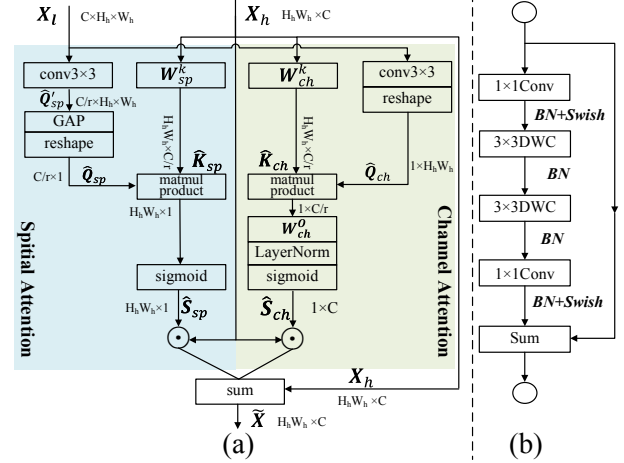 X_l C×H_h×W_h X_h H_hW_h×C
conv3×3
W^k_sp
W^k_ch
conv3×3
reshape
Q̂'_sp C/r×H_h×W_h
GAP
reshape
H_hW_h×C/r
H_hW_h×C/r
1×H_hW_h
C/r×1 Q̂_sp
K̂_sp
K̂_ch
Q̂_ch
matmul
product
matmul
product
H_hW_h×1
1×C/r
W^O_ch
LayerNorm
sigmoid
sigmoid
H_hW_h×1 Ŝ_sp
Ŝ_ch 1×C
Spitial Attention
Channel Attention
sum
X_h
H_hW_h×C
X̃ H_hW_h×C
(a)
1×1Conv
BN+Swish
3×3DWC
BN
3×3DWC
BN
1×1Conv
BN+Swish
Sum
(b)